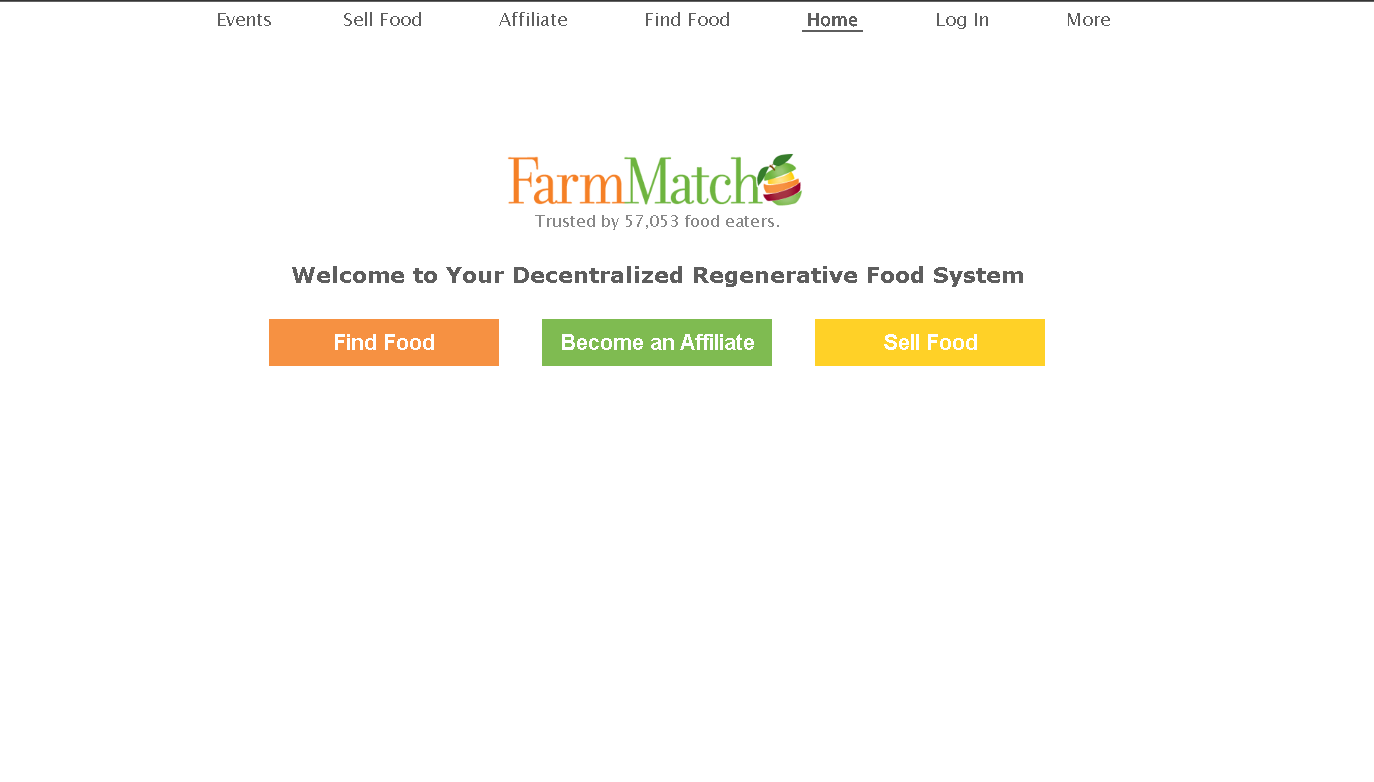 Events Sell Food Affiliate Find Food Home Log In More
FarmMatch
Trusted by 57,053 food eaters.
Welcome to Your Decentralized Regenerative Food System
Find Food Become an Affiliate Sell Food